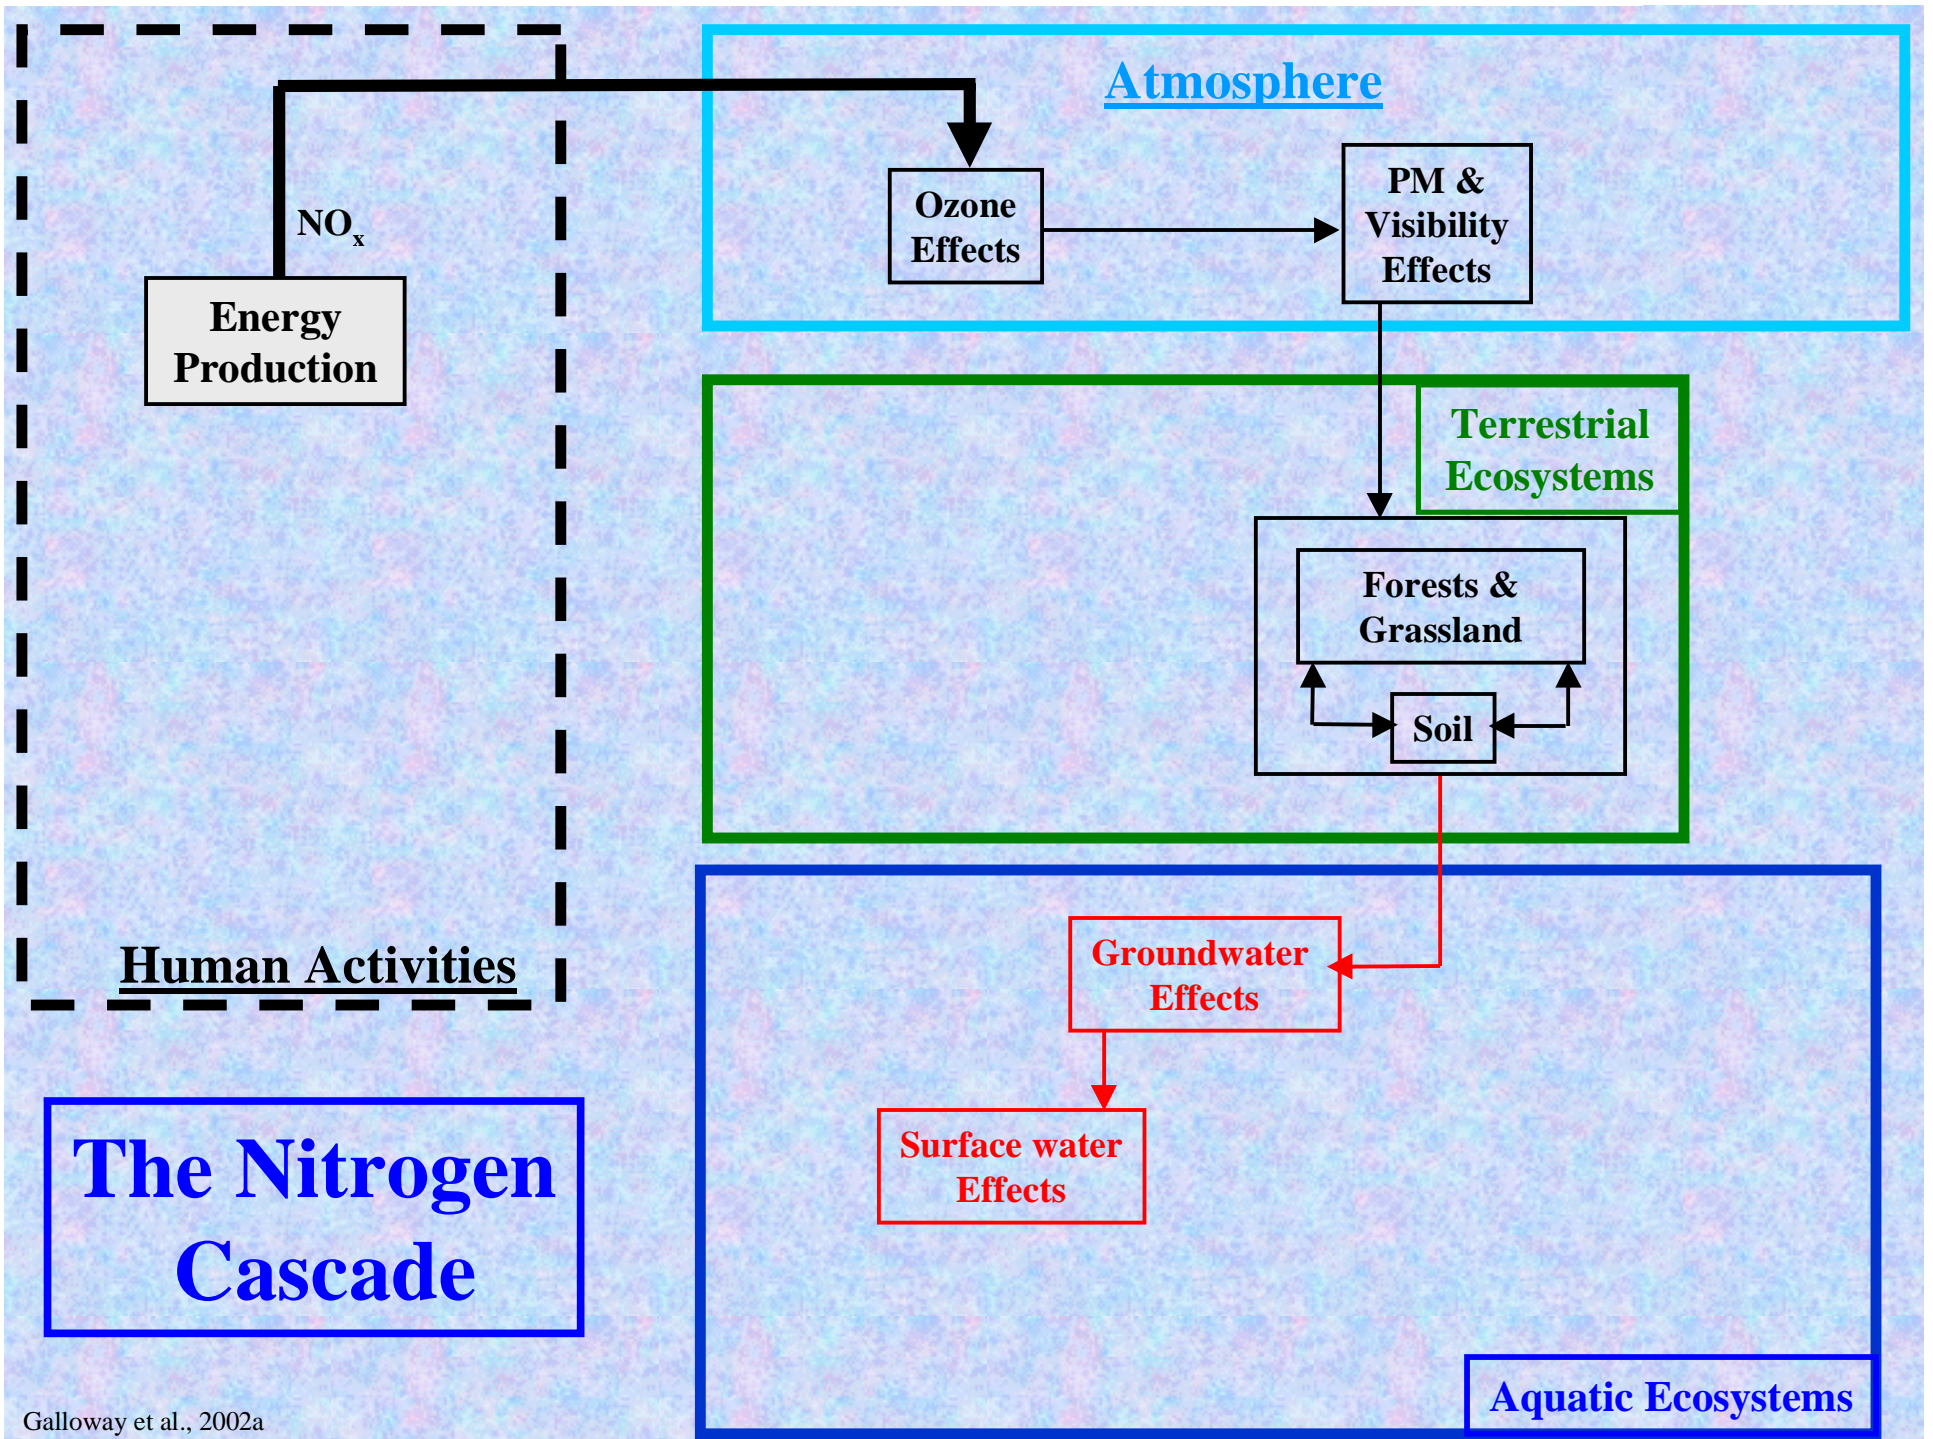 Atmosphere
NOx
Energy
Production
Ozone
Effects
PM &
Visibility
Effects
Terrestrial
Ecosystems
Forests &
Grassland
Soil
Human Activities
Groundwater
Effects
Surface water
Effects
The Nitrogen
Cascade
Aquatic Ecosystems
Galloway et al., 2002a